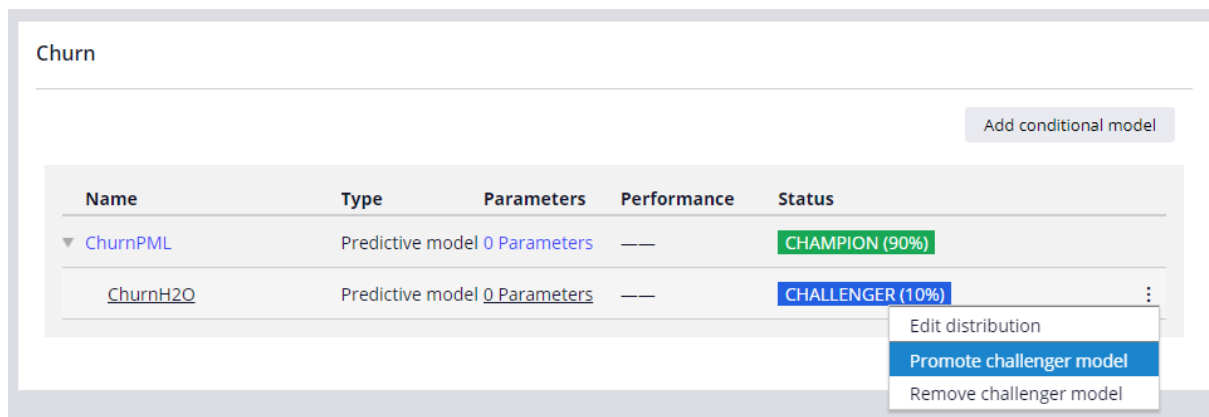 Churn
Add conditional model
Name Type Parameters Performance Status
ChurnPML Predictive model 0 Parameters —— CHAMPION (90%)
ChurnH2O Predictive model 0 Parameters —— CHALLENGER (10%)
Edit distribution
Promote challenger model
Remove challenger model